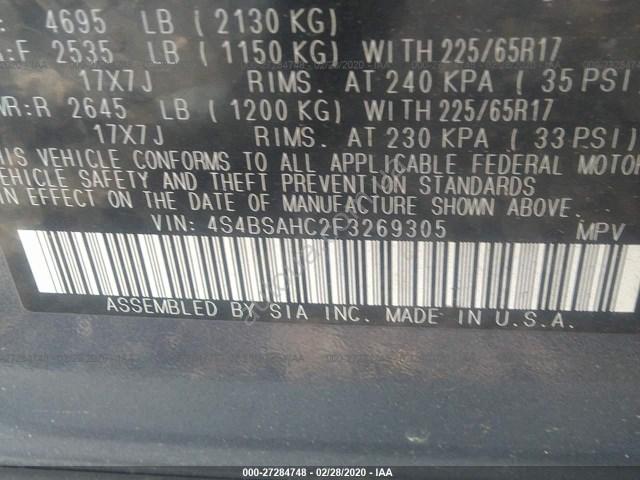 : 4695 LB ( 2130 KG)
:F 2535 LB ( 1150 KG) WITH 225/65R17
17X7J RIMS. AT 240 KPA ( 35 PSI
WR:R 2645 LB ( 1200 KG) WITH 225/65R17
17X7J RIMS. AT 230 KPA ( 33 PSI)
HIS VEHICLE CONFORMS TO ALL APPLICABLE FEDERAL MOTOR
VEHICLE SAFETY AND THEFT PREVENTION STANDARDS
IN EFFECT ON THE DATE OF MANUFACTURE SHOWN ABOVE.
VIN: 4S4BSAHC2F3269305 MPV
ASSEMBLED BY SIA INC. MADE IN U.S.A.
000-27284748 - 02/28/2020 - IAA